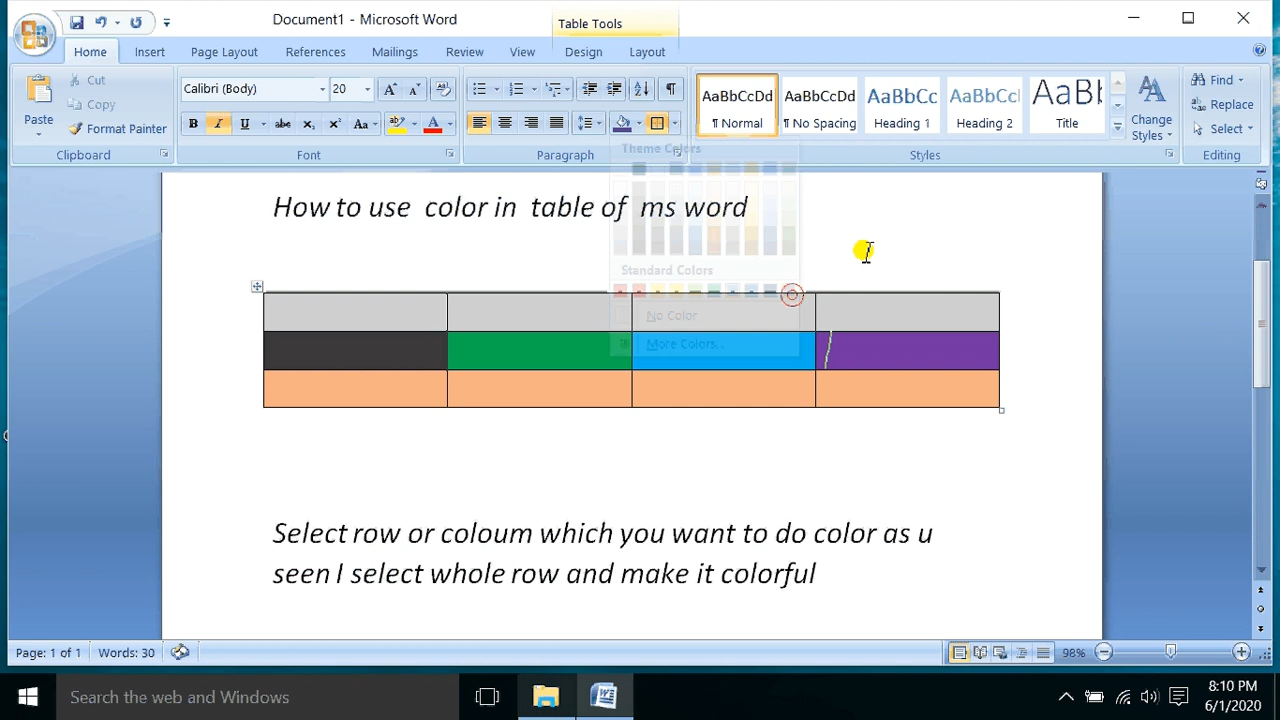 Document1 - Microsoft Word
Table Tools
Home Insert Page Layout References Mailings Review View Design Layout
Paste
Cut
Copy
Format Painter
Clipboard
Calibri (Body) 20
Font
Paragraph
AaBbCcDd AaBbCcDd AaBbCc AaBbCcI AaBb
¶ Normal ¶ No Spacing Heading 1 Heading 2 Title
Change
Styles
Styles
Find
Replace
Select
Editing
Theme Colors
How to use color in table of ms word
Standard Colors
No Color
More Colors...
Select row or coloum which you want to do color as u
seen I select whole row and make it colorful
Page: 1 of 1 Words: 30 98%
Search the web and Windows
8:10 PM
6/1/2020